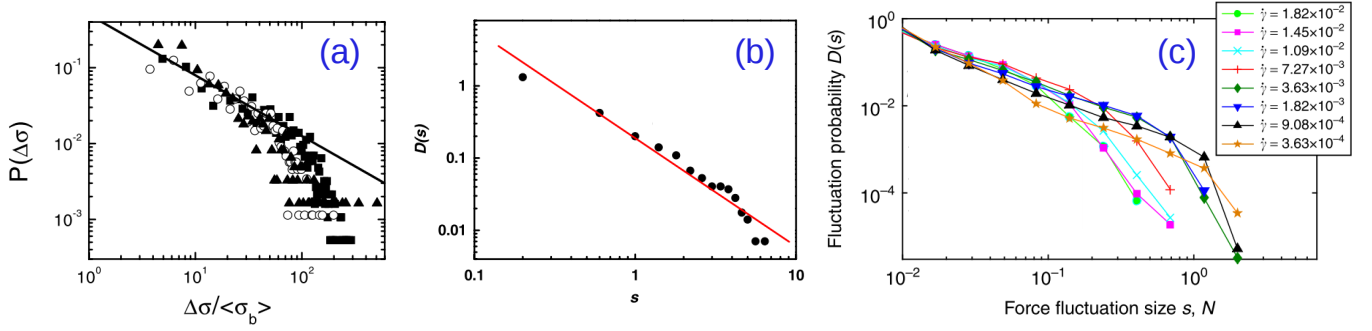 (a)
10⁻¹
10⁻²
10⁻³
P(Δσ)
10⁰
10¹
10²
Δσ/<σ_b>
(b)
1
0.1
0.01
D(s)
0.1
1
10
s
(c)
10⁰
10⁻²
10⁻⁴
Fluctuation probability D(s)
10⁻²
10⁻¹
10⁰
Force fluctuation size s, N
γ̇ = 1.82×10⁻²
γ̇ = 1.45×10⁻²
γ̇ = 1.09×10⁻²
γ̇ = 7.27×10⁻³
γ̇ = 3.63×10⁻³
γ̇ = 1.82×10⁻³
γ̇ = 9.08×10⁻⁴
γ̇ = 3.63×10⁻⁴